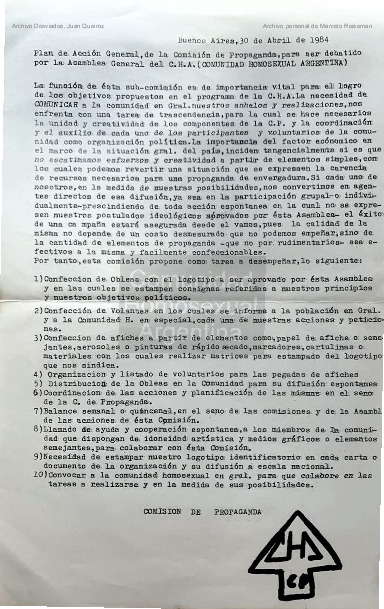 Archivo Desviados, Juan Queiroz
Archivo personal de Marcelo Reiseman
Buenos Aires, 30 de Abril de 1984
Plan de Acción General, de la Comisión de Propaganda, para ser debatido
por la Asamblea General del C.H.A. (COMUNIDAD HOMOSEXUAL ARGENTINA)
La función de ésta sub-comisión es de importancia vital para el logro
de los objetivos propuestos en el programa de la C.H.A. La necesidad de
COMUNICAR a la comunidad en Gral. nuestros anhelos y realizaciones, nos
enfrenta con una tarea de trascendencia, para la cual se hace necesarios
la unidad y creatividad de los componentes de la C.P. y la coordinación
y el auxilio de cada uno de los participantes y voluntarios de la comu-
nidad como organización política. la importancia del factor económico en
el marco de la situación gral. del país, inciden tangencialmente si es que
no escatimamos esfuersos y creatividad a partir de elementos simples, con
los cuales podemos revertir una situación que se expresa en la carencia
de recursos necesarios para una propaganda de envergadura. Si cada uno de
nosotros, en la medida de nuestras posibilidades, nos convertimos en agen-
tes directos de esa difusión, ya sea en la participación grupal- o indivi-
dualmente-prescindiendo de toda acción espontanea en la cual no se expre-
sen nuestros postulados ideológicos aprovados por ésta Asamblea- el éxito
de una ca mpaña estará asegurada desde el vamos, pues la calidad de la
misma no depende de un costo desmesurado que no podemos empeñar, sino de
la cantidad de elementos de propaganda -que no por rudimentarios- sea e-
fectivos a la misma y facilmente confeccionables.
Por tanto, esta comisión propone como tarea a desempeñar, lo siguiente:
1) Confeccion de Obleas con el logotipo C.H.A. aprovado por ésta Asamblea
y en las cuales se estampen consignas referidas a nuestros principios
y nuestros objetivos políticos.
2) Confección de Volantes en los cuales se informe a la población en Gral.
y a la Comunidad H. en especial, cada una de nuestras acciones y peticio-
nes.
3) Confección de afiches a partir de elementos como, papel de afiche o seme-
jantes, aerosoles o pinturas de rápido secado, marcadores, cartulinas o
materiales con los cuales realizar matrices para estampado del logotipo
que nos sindica.
4) Organización y listado de voluntarios para las pegadas de afiches
5) Distribucion de la Obleas en la Comunidad para su difusión espontanea
6) Coordinación de las acciones y planificación de las mismas en el seno
de la C. de Propaganda.
7) Balance semanal o quincenal, en el seno de las comisiones y de la Asambl
de las acciones de ésta Comisión.
8) Llamado de ayuda y cooperación espontanea, a los miembros de la comuni-
dad que dispongan de idoneidad artística y medios gráficos o elementos
semejantes, para colaborar con ésta Comisión.
9) Necesidad de estampar nuestro logotipo identificatorio en cada carta o
documento de la organización y su difusión a escala nacional.
10) Convocar a la comunidad homosexual en gral. para que colabore en las
tareas a realizarse y en la medida de sus posibilidades.
COMISION DE PROPAGANDA
CHA
CP